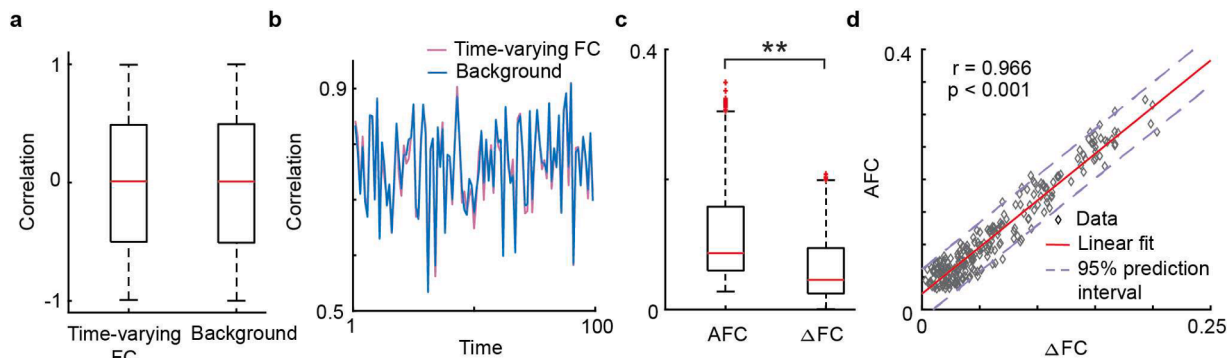 a
Correlation
1
0
-1
Time-varying
FC
Background
b
Time-varying FC
Background
Correlation
0.9
0.5
1
100
Time
c
0.4
**
0
AFC
ΔFC
d
AFC
0.4
r = 0.966
p < 0.001
Data
Linear fit
95% prediction
interval
0
0
0.25
ΔFC